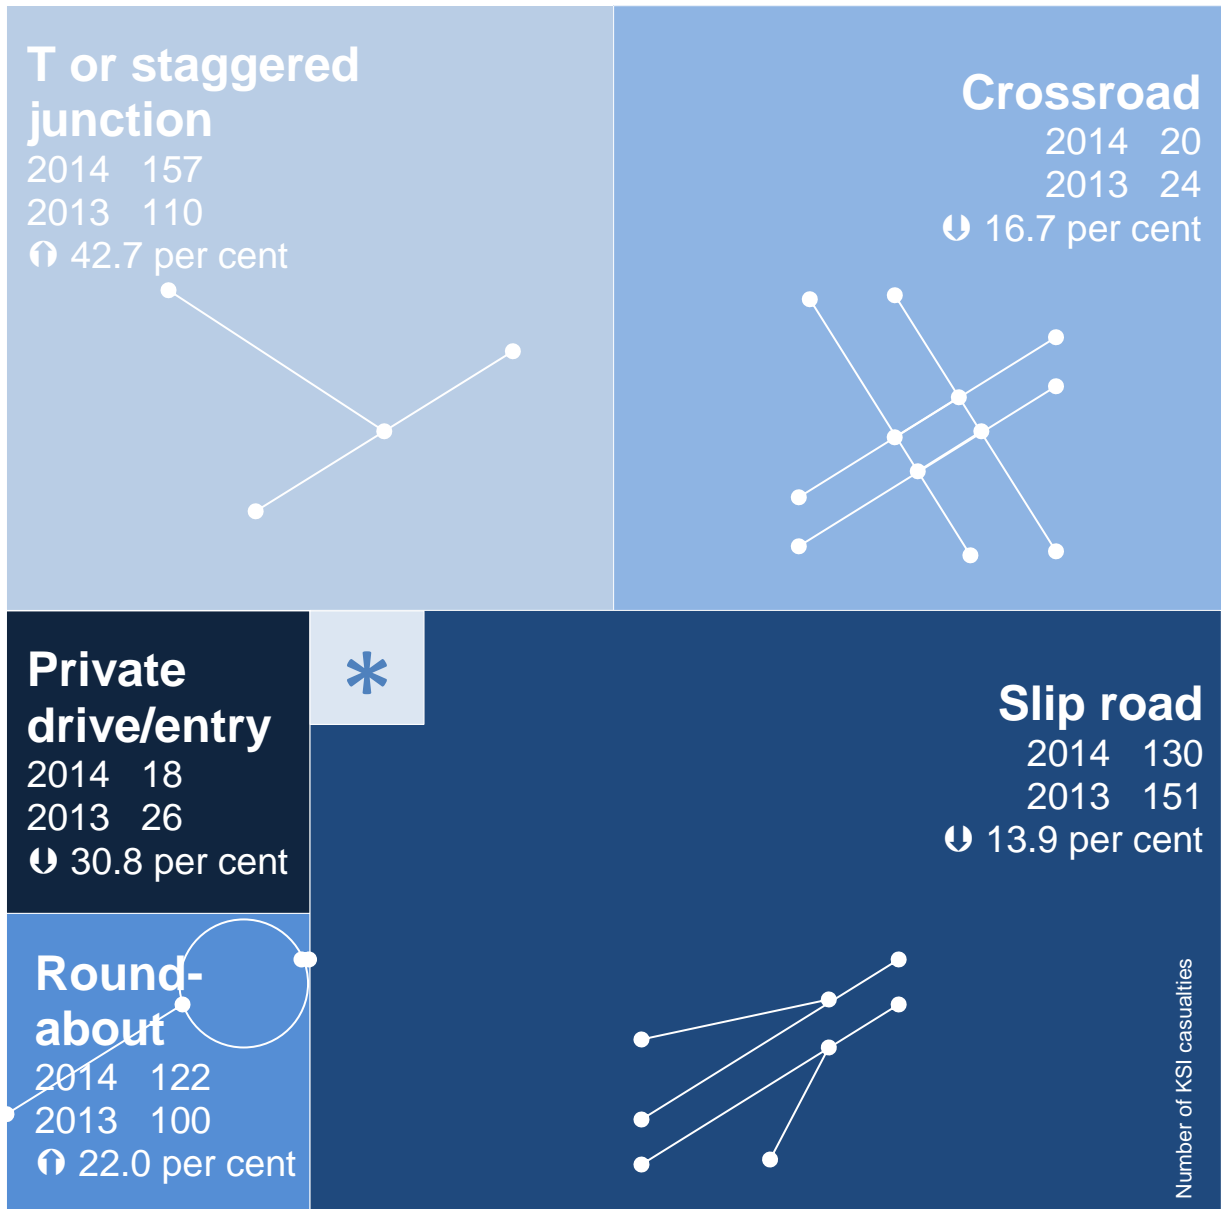 T or staggered
junction
2014 157
2013 110
42.7 per cent
Crossroad
2014 20
2013 24
16.7 per cent
Private
drive/entry
2014 18
2013 26
30.8 per cent
*
Slip road
2014 130
2013 151
13.9 per cent
Round-
about
2014 122
2013 100
22.0 per cent
Number of KSI casualties